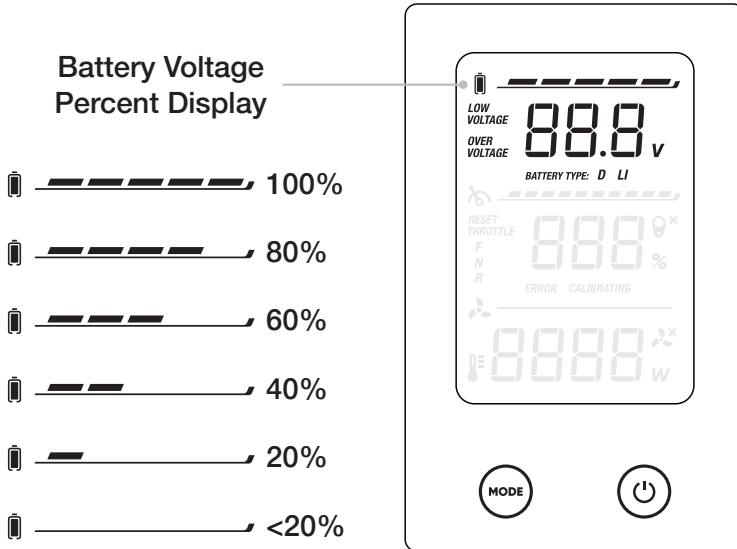 Battery Voltage
Percent Display
100%
80%
60%
40%
20%
<20%
LOW
VOLTAGE
88.8 V
OVER
VOLTAGE
BATTERY TYPE: D LI
RESET
THROTTLE
F
N
R
888
%
ERROR CALIBRATING
8888
W
MODE